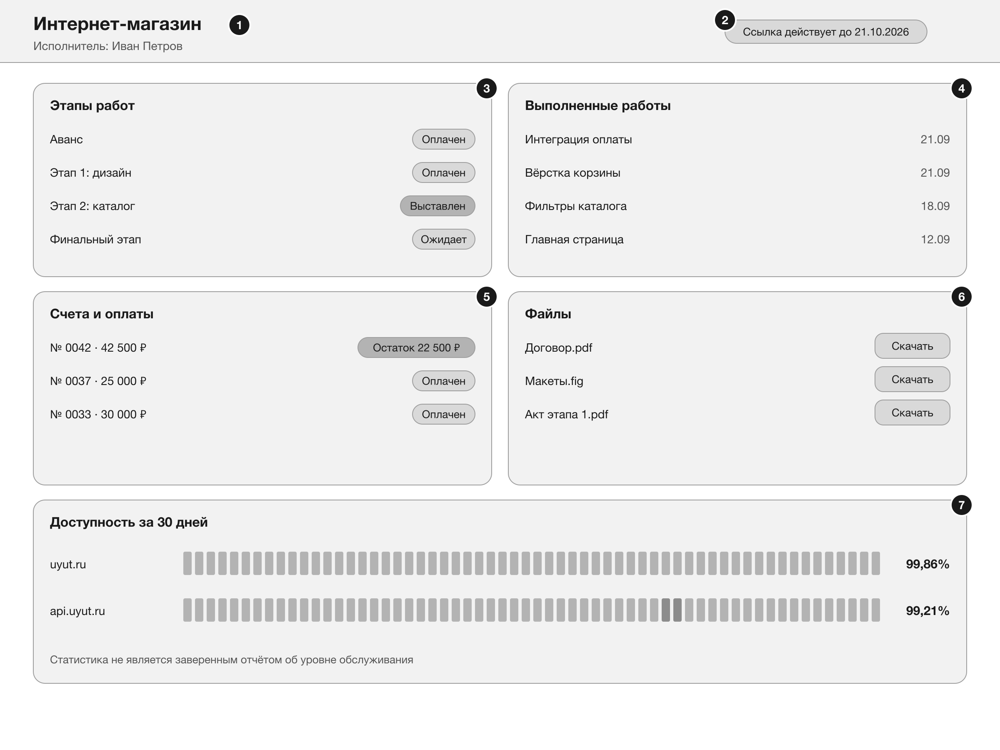 Интернет-магазин
1
Исполнитель: Иван Петров
2
Ссылка действует до 21.10.2026
3
Этапы работ
Аванс Оплачен
Этап 1: дизайн Оплачен
Этап 2: каталог Выставлен
Финальный этап Ожидает
4
Выполненные работы
Интеграция оплаты 21.09
Вёрстка корзины 21.09
Фильтры каталога 18.09
Главная страница 12.09
5
Счета и оплаты
№ 0042 · 42 500 ₽ Остаток 22 500 ₽
№ 0037 · 25 000 ₽ Оплачен
№ 0033 · 30 000 ₽ Оплачен
6
Файлы
Договор.pdf Скачать
Макеты.fig Скачать
Акт этапа 1.pdf Скачать
7
Доступность за 30 дней
uyut.ru 99,86%
api.uyut.ru 99,21%
Статистика не является заверенным отчётом об уровне обслуживания